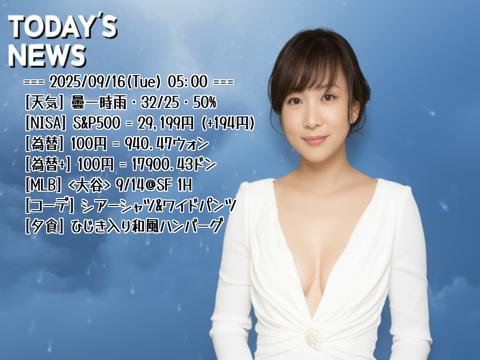 TODAY'S
NEWS
=== 2025/09/16(Tue) 05:00 ===
[天気] 曇一時雨・32/25・50%
[NISA] S&P500 = 29,199円 (+194円)
[為替] 100円 = 940.47ウォン
[為替+] 100円 = 17900.43ドン
[MLB] <大谷> 9/14@SF 1H
[コーデ] シアーシャツ&ワイドパンツ
[夕食] ひじき入り和風ハンバーグ